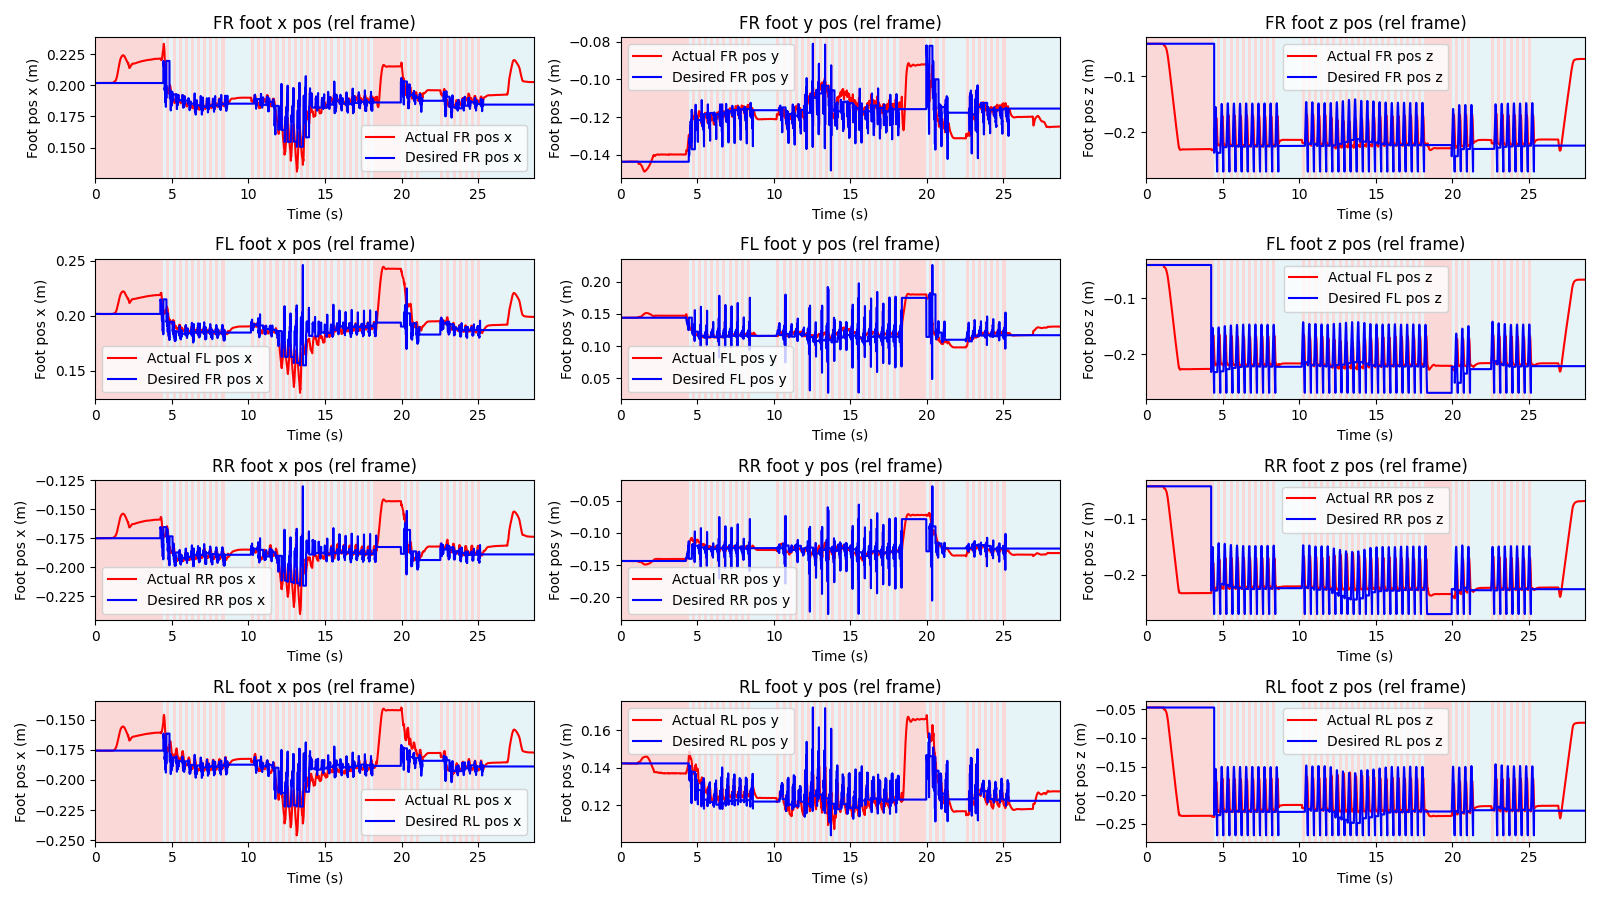 FR foot x pos (rel frame)
FR foot y pos (rel frame)
FR foot z pos (rel frame)
Foot pos x (m)
0.225
0.200
0.175
0.150
Actual FR pos x
Desired FR pos x
0
5
10
15
20
25
Time (s)
Foot pos y (m)
−0.08
−0.10
−0.12
−0.14
Actual FR pos y
Desired FR pos y
0
5
10
15
20
25
Time (s)
Foot pos z (m)
−0.1
−0.2
Actual FR pos z
Desired FR pos z
0
5
10
15
20
25
Time (s)
FL foot x pos (rel frame)
FL foot y pos (rel frame)
FL foot z pos (rel frame)
Foot pos x (m)
0.25
0.20
0.15
Actual FL pos x
Desired FR pos x
0
5
10
15
20
25
Time (s)
Foot pos y (m)
0.20
0.15
0.10
0.05
Actual FL pos y
Desired FL pos y
0
5
10
15
20
25
Time (s)
Foot pos z (m)
−0.1
−0.2
Actual FL pos z
Desired FL pos z
0
5
10
15
20
25
Time (s)
RR foot x pos (rel frame)
RR foot y pos (rel frame)
RR foot z pos (rel frame)
Foot pos x (m)
−0.125
−0.150
−0.175
−0.200
−0.225
Actual RR pos x
Desired RR pos x
0
5
10
15
20
25
Time (s)
Foot pos y (m)
−0.05
−0.10
−0.15
−0.20
Actual RR pos y
Desired RR pos y
0
5
10
15
20
25
Time (s)
Foot pos z (m)
−0.1
−0.2
Actual RR pos z
Desired RR pos z
0
5
10
15
20
25
Time (s)
RL foot x pos (rel frame)
RL foot y pos (rel frame)
RL foot z pos (rel frame)
Foot pos x (m)
−0.150
−0.175
−0.200
−0.225
−0.250
Actual RL pos x
Desired RL pos x
0
5
10
15
20
25
Time (s)
Foot pos y (m)
0.16
0.14
0.12
Actual RL pos y
Desired RL pos y
0
5
10
15
20
25
Time (s)
Foot pos z (m)
−0.05
−0.10
−0.15
−0.20
−0.25
Actual RL pos z
Desired RL pos z
0
5
10
15
20
25
Time (s)